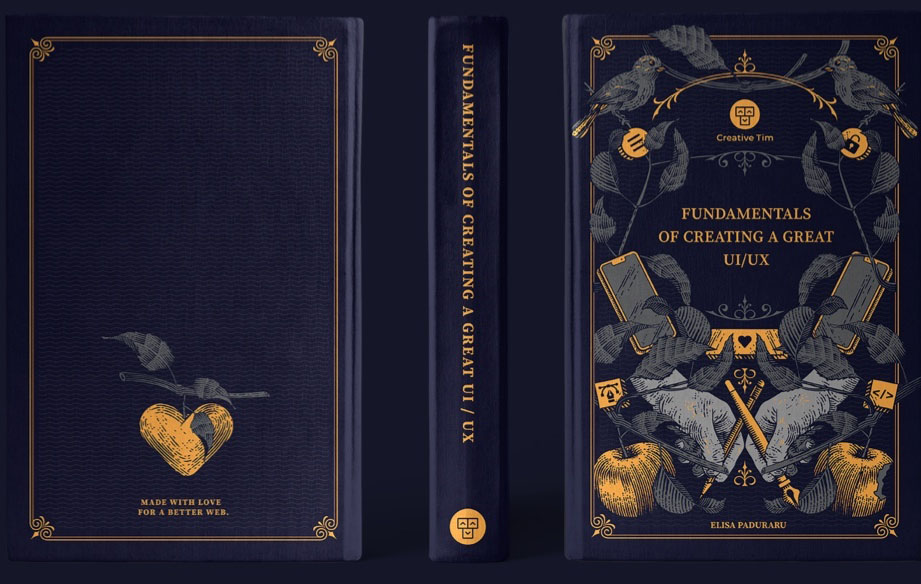 MADE WITH LOVE
FOR A BETTER WEB.
FUNDAMENTALS OF CREATING A GREAT UI / UX
Creative Tim
FUNDAMENTALS
OF CREATING A GREAT
UI/UX
</>
ELISA PADURARU